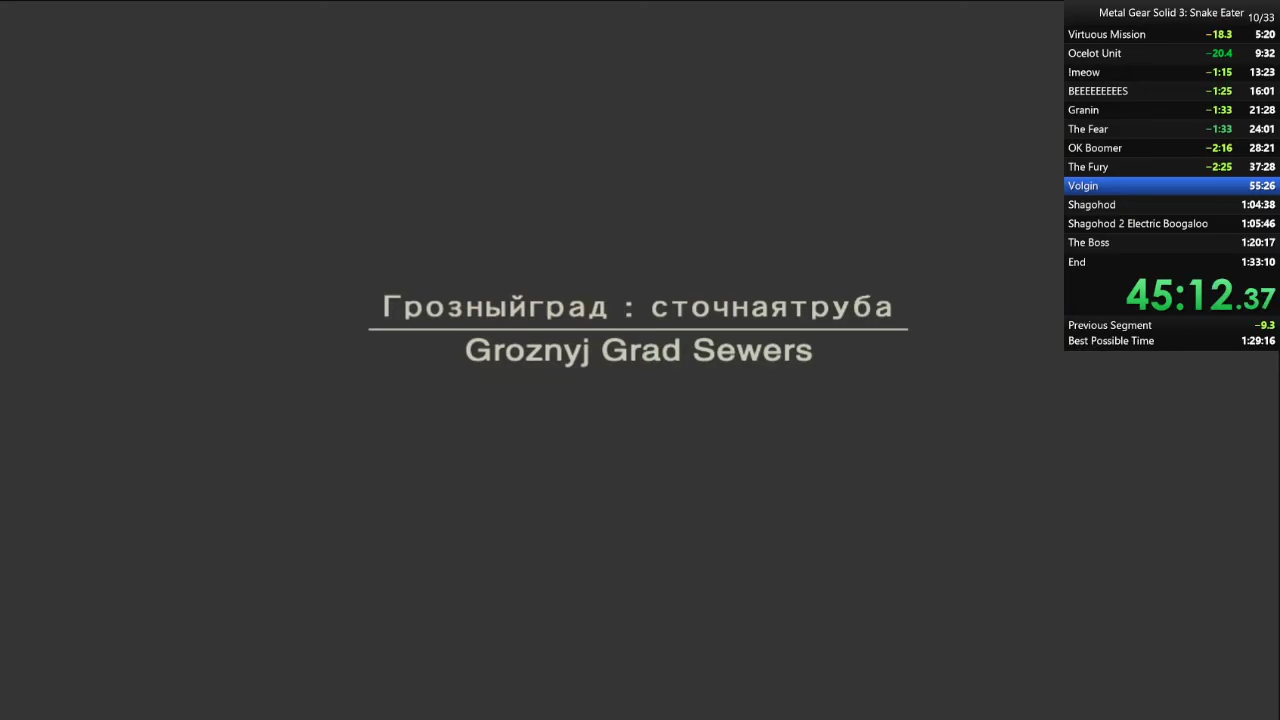 Metal Gear Solid 3: Snake Eater 10/33
Virtuous Mission −18.3 5:20
Ocelot Unit −20.4 9:32
!meow −1:15 13:23
BEEEEEEEEES −1:25 16:01
Granin −1:33 21:28
The Fear −1:33 24:01
OK Boomer −2:16 28:21
The Fury −2:25 37:28
Volgin 55:26
Shagohod 1:04:38
Shagohod 2 Electric Boogaloo 1:05:46
The Boss 1:20:17
End 1:33:10
45:12.37
Previous Segment −9.3
Best Possible Time 1:29:16
Грозныйград : сточнаятруба
Groznyj Grad Sewers